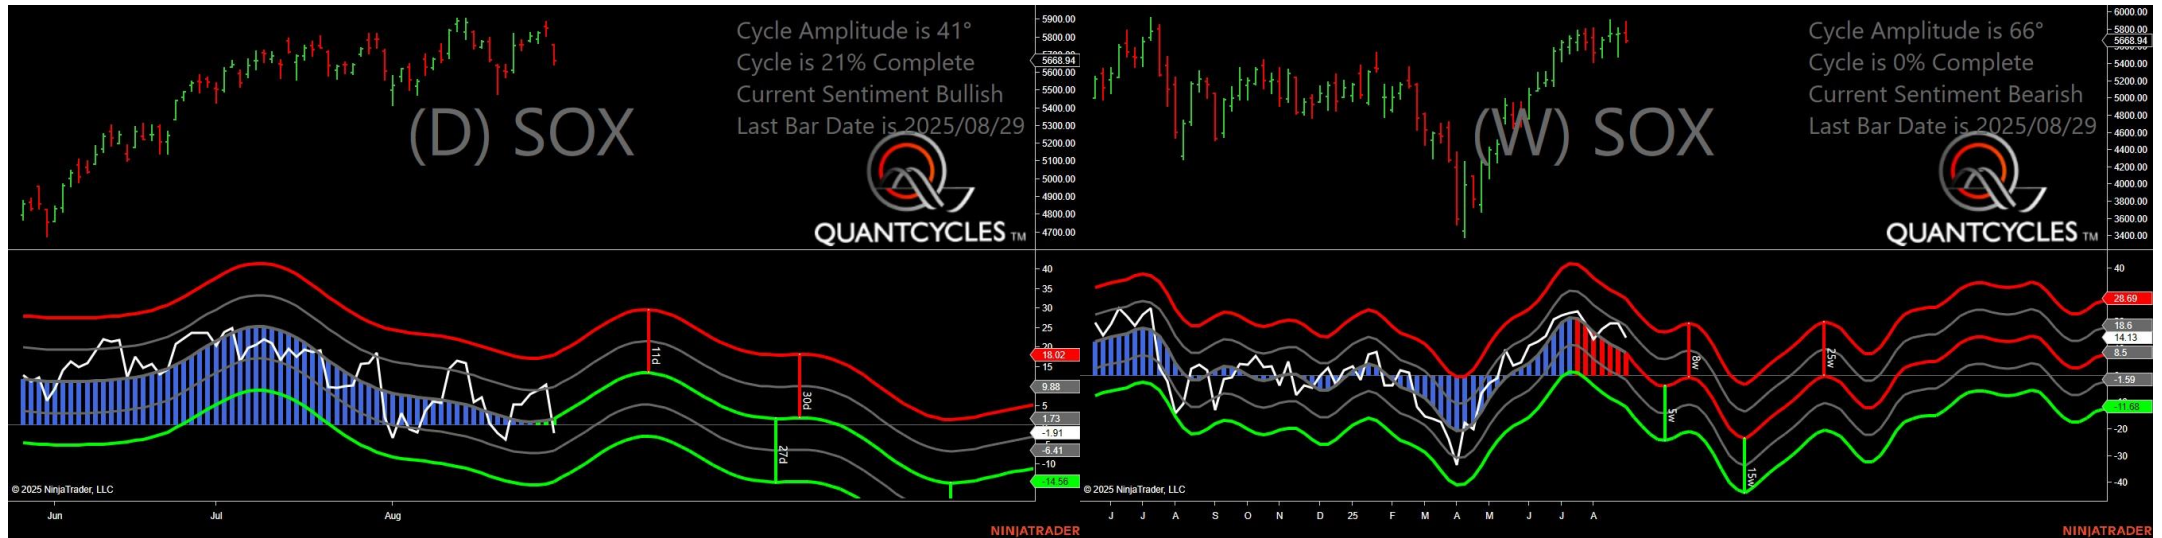 Cycle Amplitude is 41°
Cycle is 21% Complete
Current Sentiment Bullish
Last Bar Date is 2025/08/29
(D) SOX
QUANTCYCLES TM
5900.00
5800.00
5668.94
5600.00
5500.00
5400.00
5300.00
5200.00
5100.00
5000.00
4900.00
4800.00
4700.00
40
35
30
25
20
15
18.02
9.88
5
1.73
-1.91
-6.41
-10
-14.56
11d
30d
27d
© 2025 NinjaTrader, LLC
Jun
Jul
Aug
NINJATRADER
Cycle Amplitude is 66°
Cycle is 0% Complete
Current Sentiment Bearish
Last Bar Date is 2025/08/29
(W) SOX
QUANTCYCLES TM
6000.00
5800.00
5668.94
5400.00
5200.00
5000.00
4800.00
4600.00
4400.00
4200.00
4000.00
3800.00
3600.00
3400.00
40
28.69
18.6
14.13
8.5
-1.59
-11.68
-20
-30
-40
8w
25w
5w
15w
© 2025 NinjaTrader, LLC
J
J
A
S
O
N
D
25
F
M
A
M
J
J
A
NINJATRADER